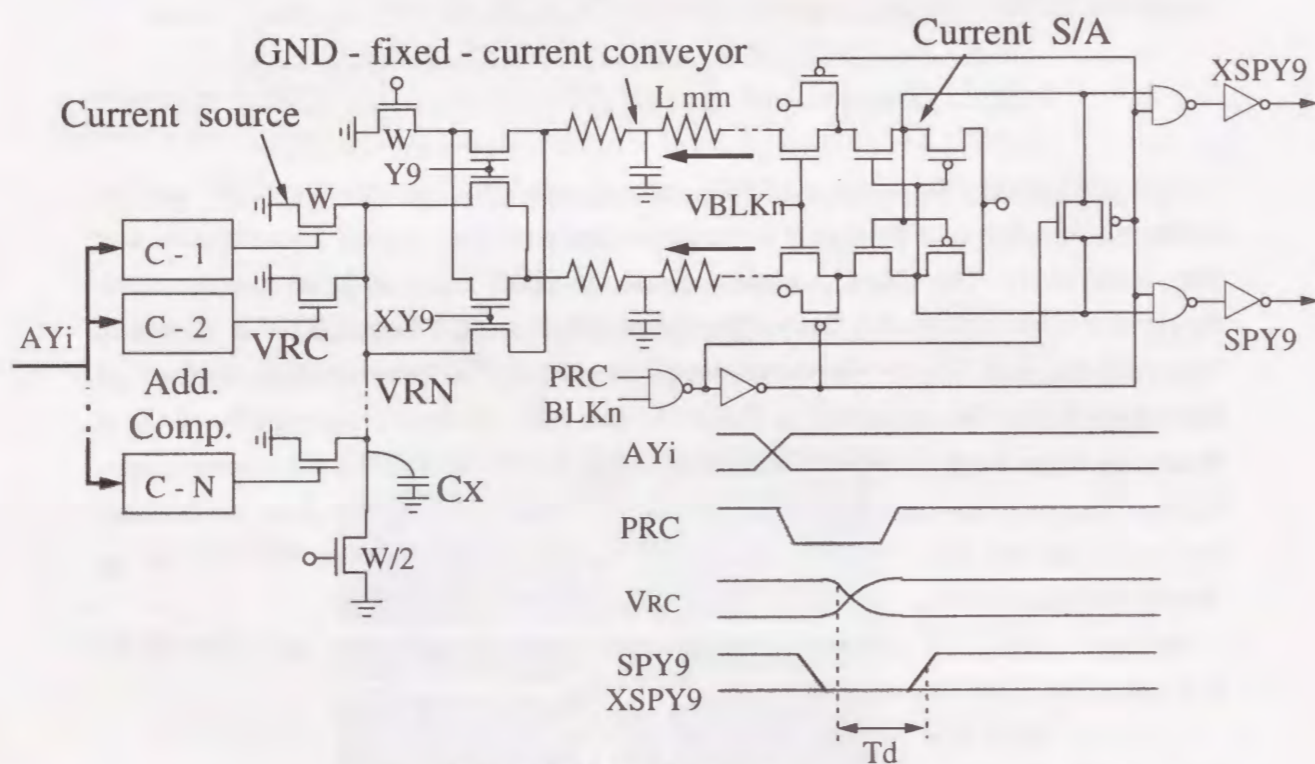 Current S/A
GND - fixed - current conveyor
XSPY9
Current source
W
L mm
Y9
W
VBLKn
C - 1
C - 2
XY9
AYi
VRC
SPY9
Add.
Comp.
VRN
PRC
BLKn
C - N
Cx
AYi
W/2
PRC
VRC
SPY9
XSPY9
Td